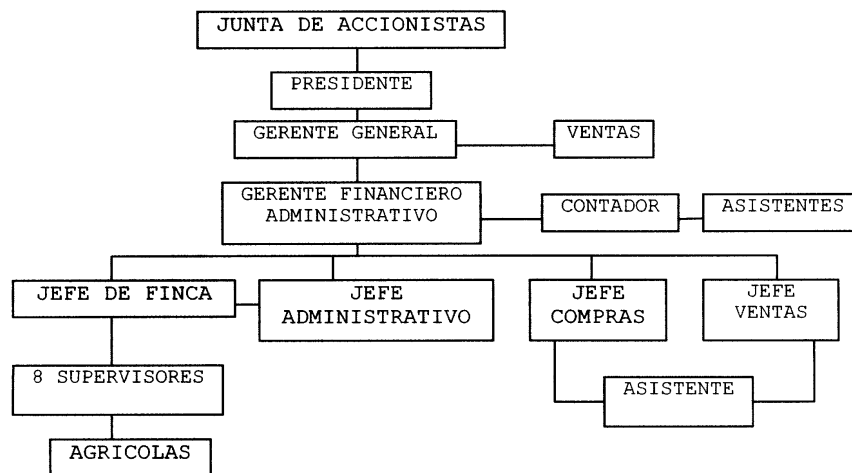 JUNTA DE ACCIONISTAS
PRESIDENTE
GERENTE GENERAL
VENTAS
GERENTE FINANCIERO
ADMINISTRATIVO
CONTADOR
ASISTENTES
JEFE DE FINCA
JEFE
ADMINISTRATIVO
JEFE
COMPRAS
JEFE
VENTAS
8 SUPERVISORES
ASISTENTE
AGRICOLAS